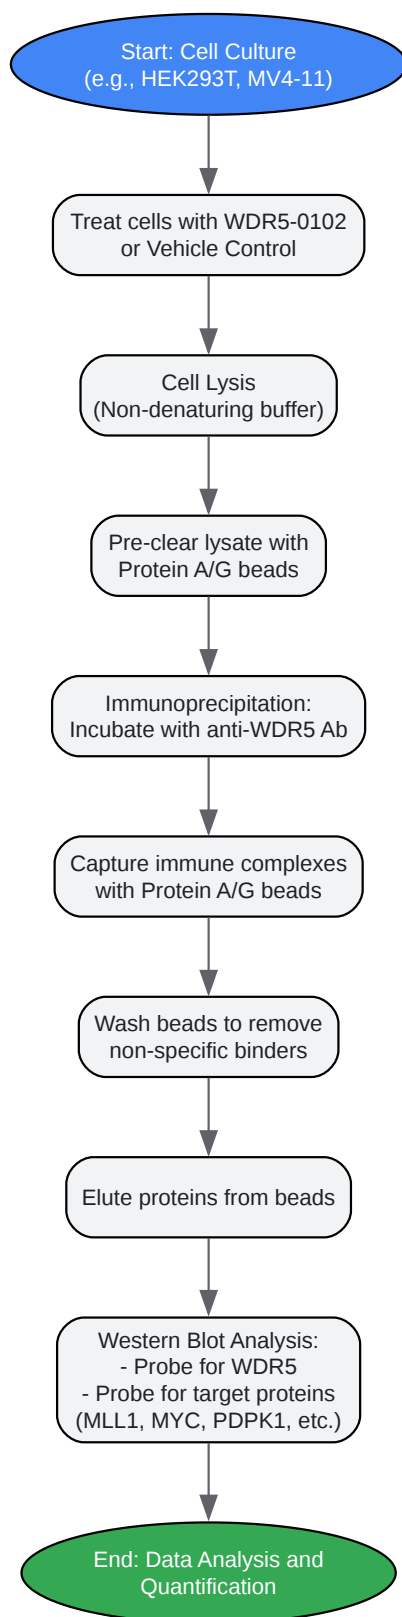 Start: Cell Culture
(e.g., HEK293T, MV4-11)
Treat cells with WDR5-0102
or Vehicle Control
Cell Lysis
(Non-denaturing buffer)
Pre-clear lysate with
Protein A/G beads
Immunoprecipitation:
Incubate with anti-WDR5 Ab
Capture immune complexes
with Protein A/G beads
Wash beads to remove
non-specific binders
Elute proteins from beads
Western Blot Analysis:
- Probe for WDR5
- Probe for target proteins
(MLL1, MYC, PDPK1, etc.)
End: Data Analysis and
Quantification